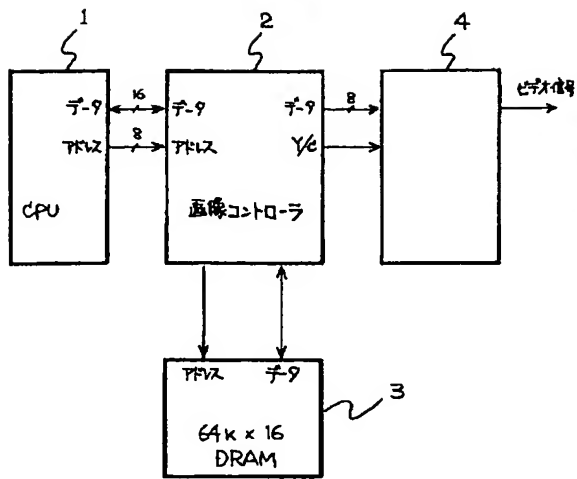 1
2
4
データ
16
データ
データ
8
ビデオ信号
アドレス
8
アドレス
Y/C
CPU
画像コントローラ
アドレス
データ
3
64K × 16
DRAM